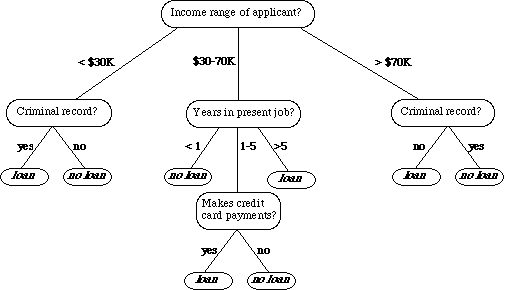 Income range of applicant?
< $30K
$30-70K
> $70K
Criminal record?
Years in present job?
Criminal record?
yes
no
< 1
1-5
>5
no
yes
loan
no loan
no loan
loan
loan
no loan
Makes credit
card payments?
yes
no
loan
no loan